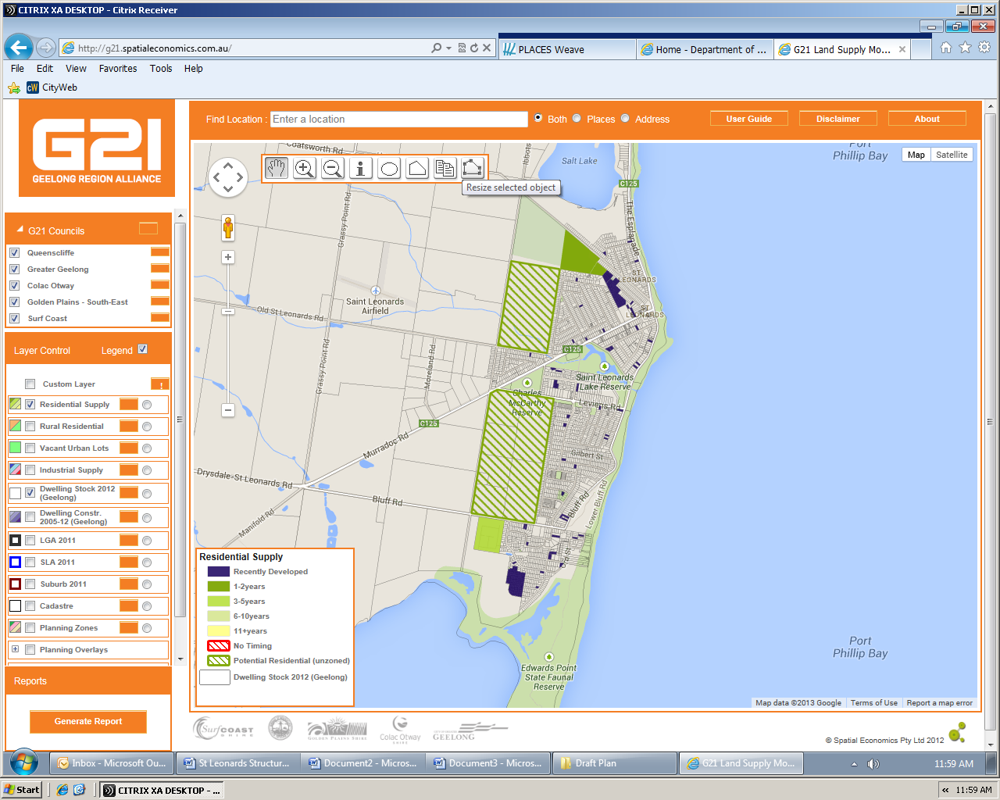 CITRIX XA DESKTOP - Citrix Receiver
http://g21.spatialeconomics.com.au/
PLACES Weave
Home - Department of ...
G21 Land Supply Mo...
File Edit View Favorites Tools Help
CityWeb
G21
GEELONG REGION ALLIANCE
Find Location :
Enter a location
Both
Places
Address
User Guide
Disclaimer
About
G21 Councils
Queenscliffe
Greater Geelong
Colac Otway
Golden Plains - South-East
Surf Coast
Layer Control
Legend
Custom Layer
!
Residential Supply
Rural Residential
Vacant Urban Lots
Industrial Supply
Dwelling Stock 2012
(Geelong)
Dwelling Constr.
2005-12 (Geelong)
LGA 2011
SLA 2011
Suburb 2011
Cadastre
Planning Zones
Planning Overlays
Reports
Generate Report
Resize selected object
Map
Satellite
Coatsworth Rd
Salt Lake
Port
Phillip Bay
C125
The Esplanade
Grassy Point Rd
Saint Leonards
Airfield
ST
LEONARDS
ST
LEONARDS
Old St Leonards Rd
C125
Grassy Point Rd
Moreland Rd
Saint Leonards
Lake Reserve
Charles
McCarthy
Reserve
Leviens Rd
C125
Murradoc Rd
Gilbert St
Drysdale-St Leonards Rd
Bluff Rd
Bluff Rd
Lower Bluff Rd
Manifold Rd
Residential Supply
Recently Developed
1-2years
3-5years
6-10years
11+years
No Timing
Potential Residential (unzoned)
Dwelling Stock 2012 (Geelong)
Port
Phillip Bay
Edwards Point
State Faunal
Reserve
Map data ©2013 Google
Terms of Use
Report a map error
Surf COAST
SHIRE
GOLDEN PLAINS SHIRE
Colac Otway
SHIRE
GEELONG
© Spatial Economics Pty Ltd 2012
Inbox - Microsoft Ou...
St Leonards Structur...
Document2 - Micros...
Document3 - Micros...
Draft Plan
G21 Land Supply Mo...
11:59 AM
Start
CITRIX XA DESKTOP - ...
11:59 AM